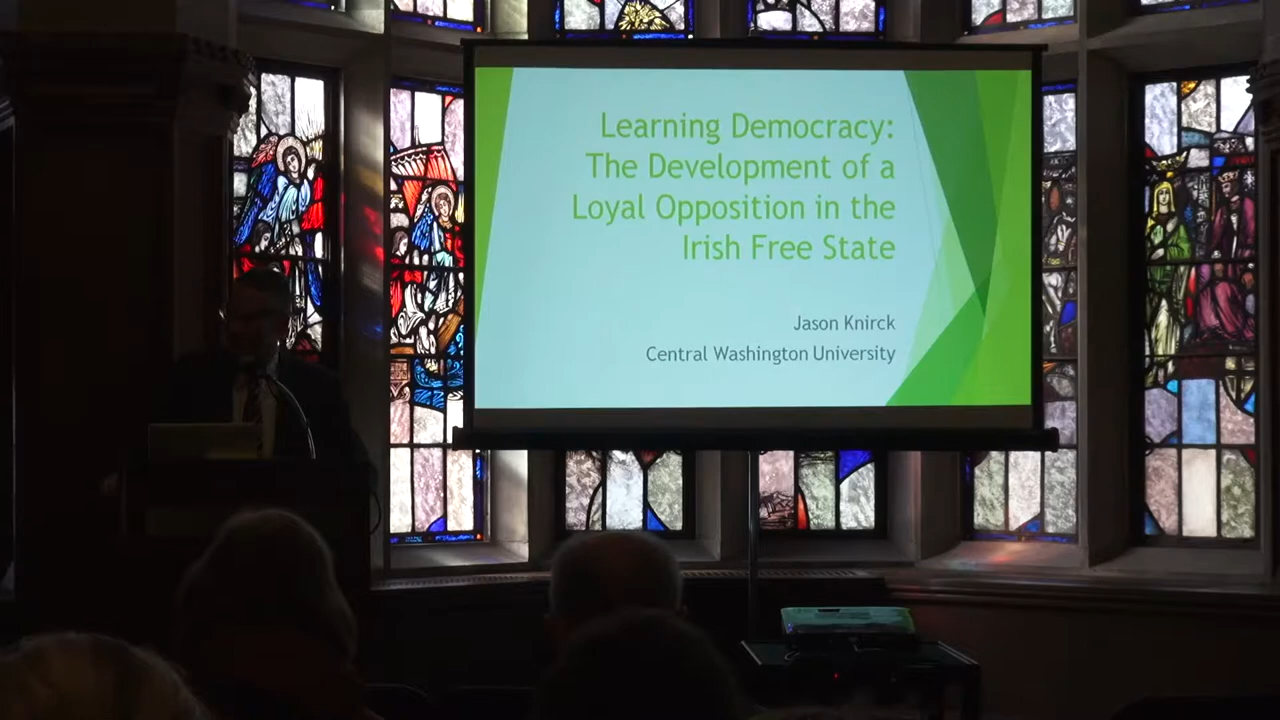 Learning Democracy:
The Development of a
Loyal Opposition in the
Irish Free State
Jason Knirck
Central Washington University